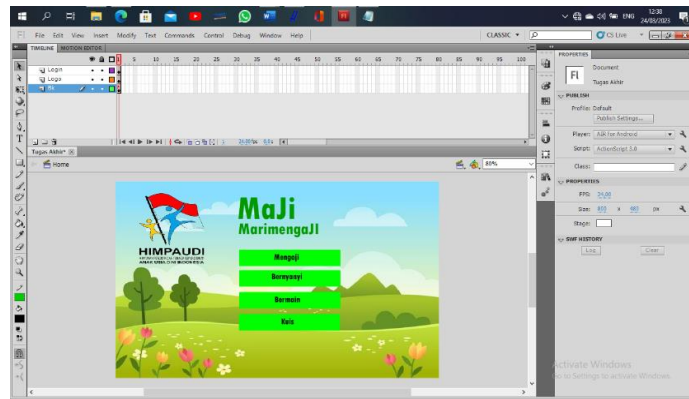 12:38
ENG
24/08/2023
File Edit View Insert Modify Text Commands Control Debug Window Help
CLASSIC
CS Live
TIMELINE MOTION EDITOR
5 10 15 20 25 30 35 40 45 50 55 60 65 70 75 80 85 90 95 100
Login
Logo
Tugas Akhir*
Home
89%
MaJi
MarimengaJI
HIMPAUDI
Mengaji
Bernyanyi
Bermain
Kuis
PROPERTIES
Fl
Document
Tugas Akhir
PUBLISH
Profile: Default
Publish Settings...
Player: AIR for Android
Script: ActionScript 3.0
Class:
PROPERTIES
FPS: 24.00
Size: 800 x 480 px
Stage:
SWF HISTORY
Log Clear
Activate Windows
Go to Settings to activate Windows.